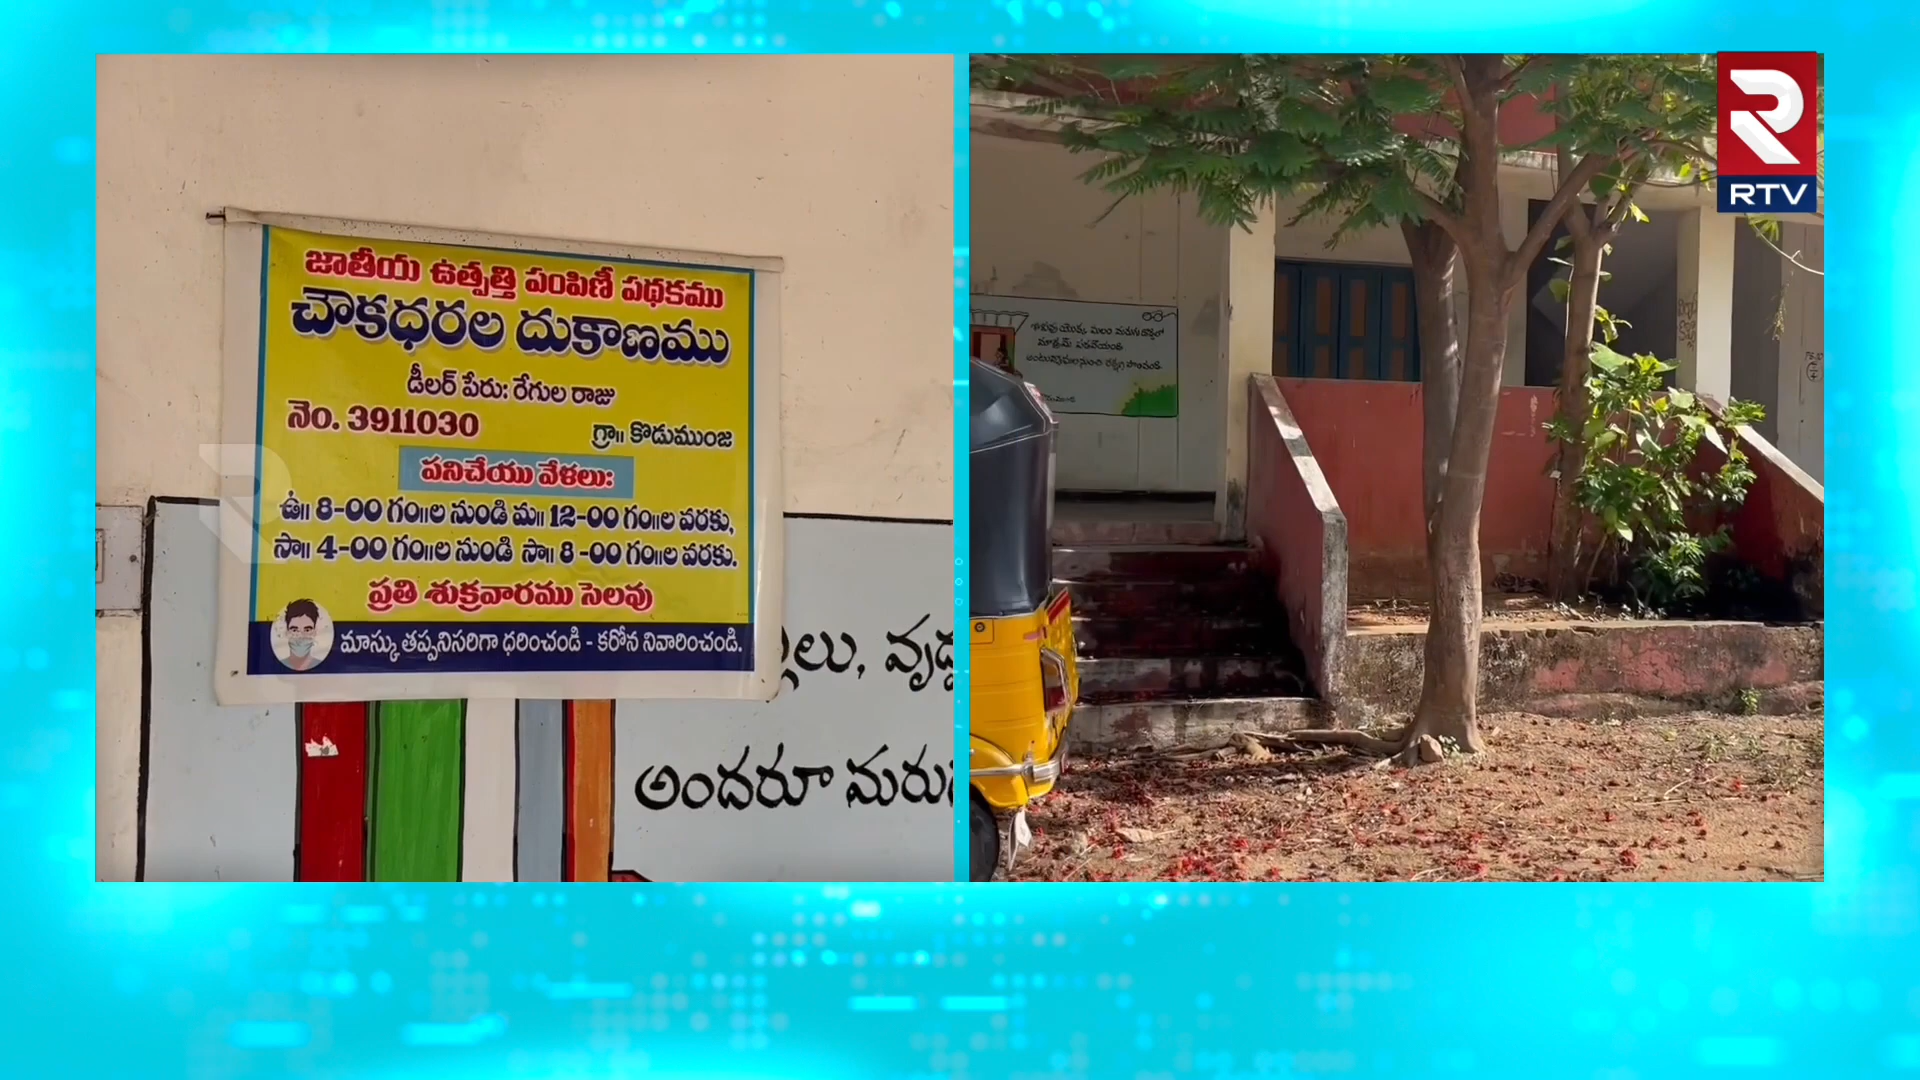 జాతీయ ఉత్పత్తి పంపిణీ పథకము
చౌకధరల దుకాణము
డీలర్ పేరు: రేగుల రాజు
నెం. 3911030
గ్రా॥ కొడుముంజ
పనిచేయు వేళలు:
ఉ॥ 8-00 గం॥ల నుండి మ॥ 12-00 గం॥ల వరకు,
సా॥ 4-00 గం॥ల నుండి సా॥ 8-00 గం॥ల వరకు.
ప్రతి శుక్రవారము సెలవు
మాస్కు తప్పనిసరిగా ధరించండి - కరోన నివారించండి.
అందరూ
RTV